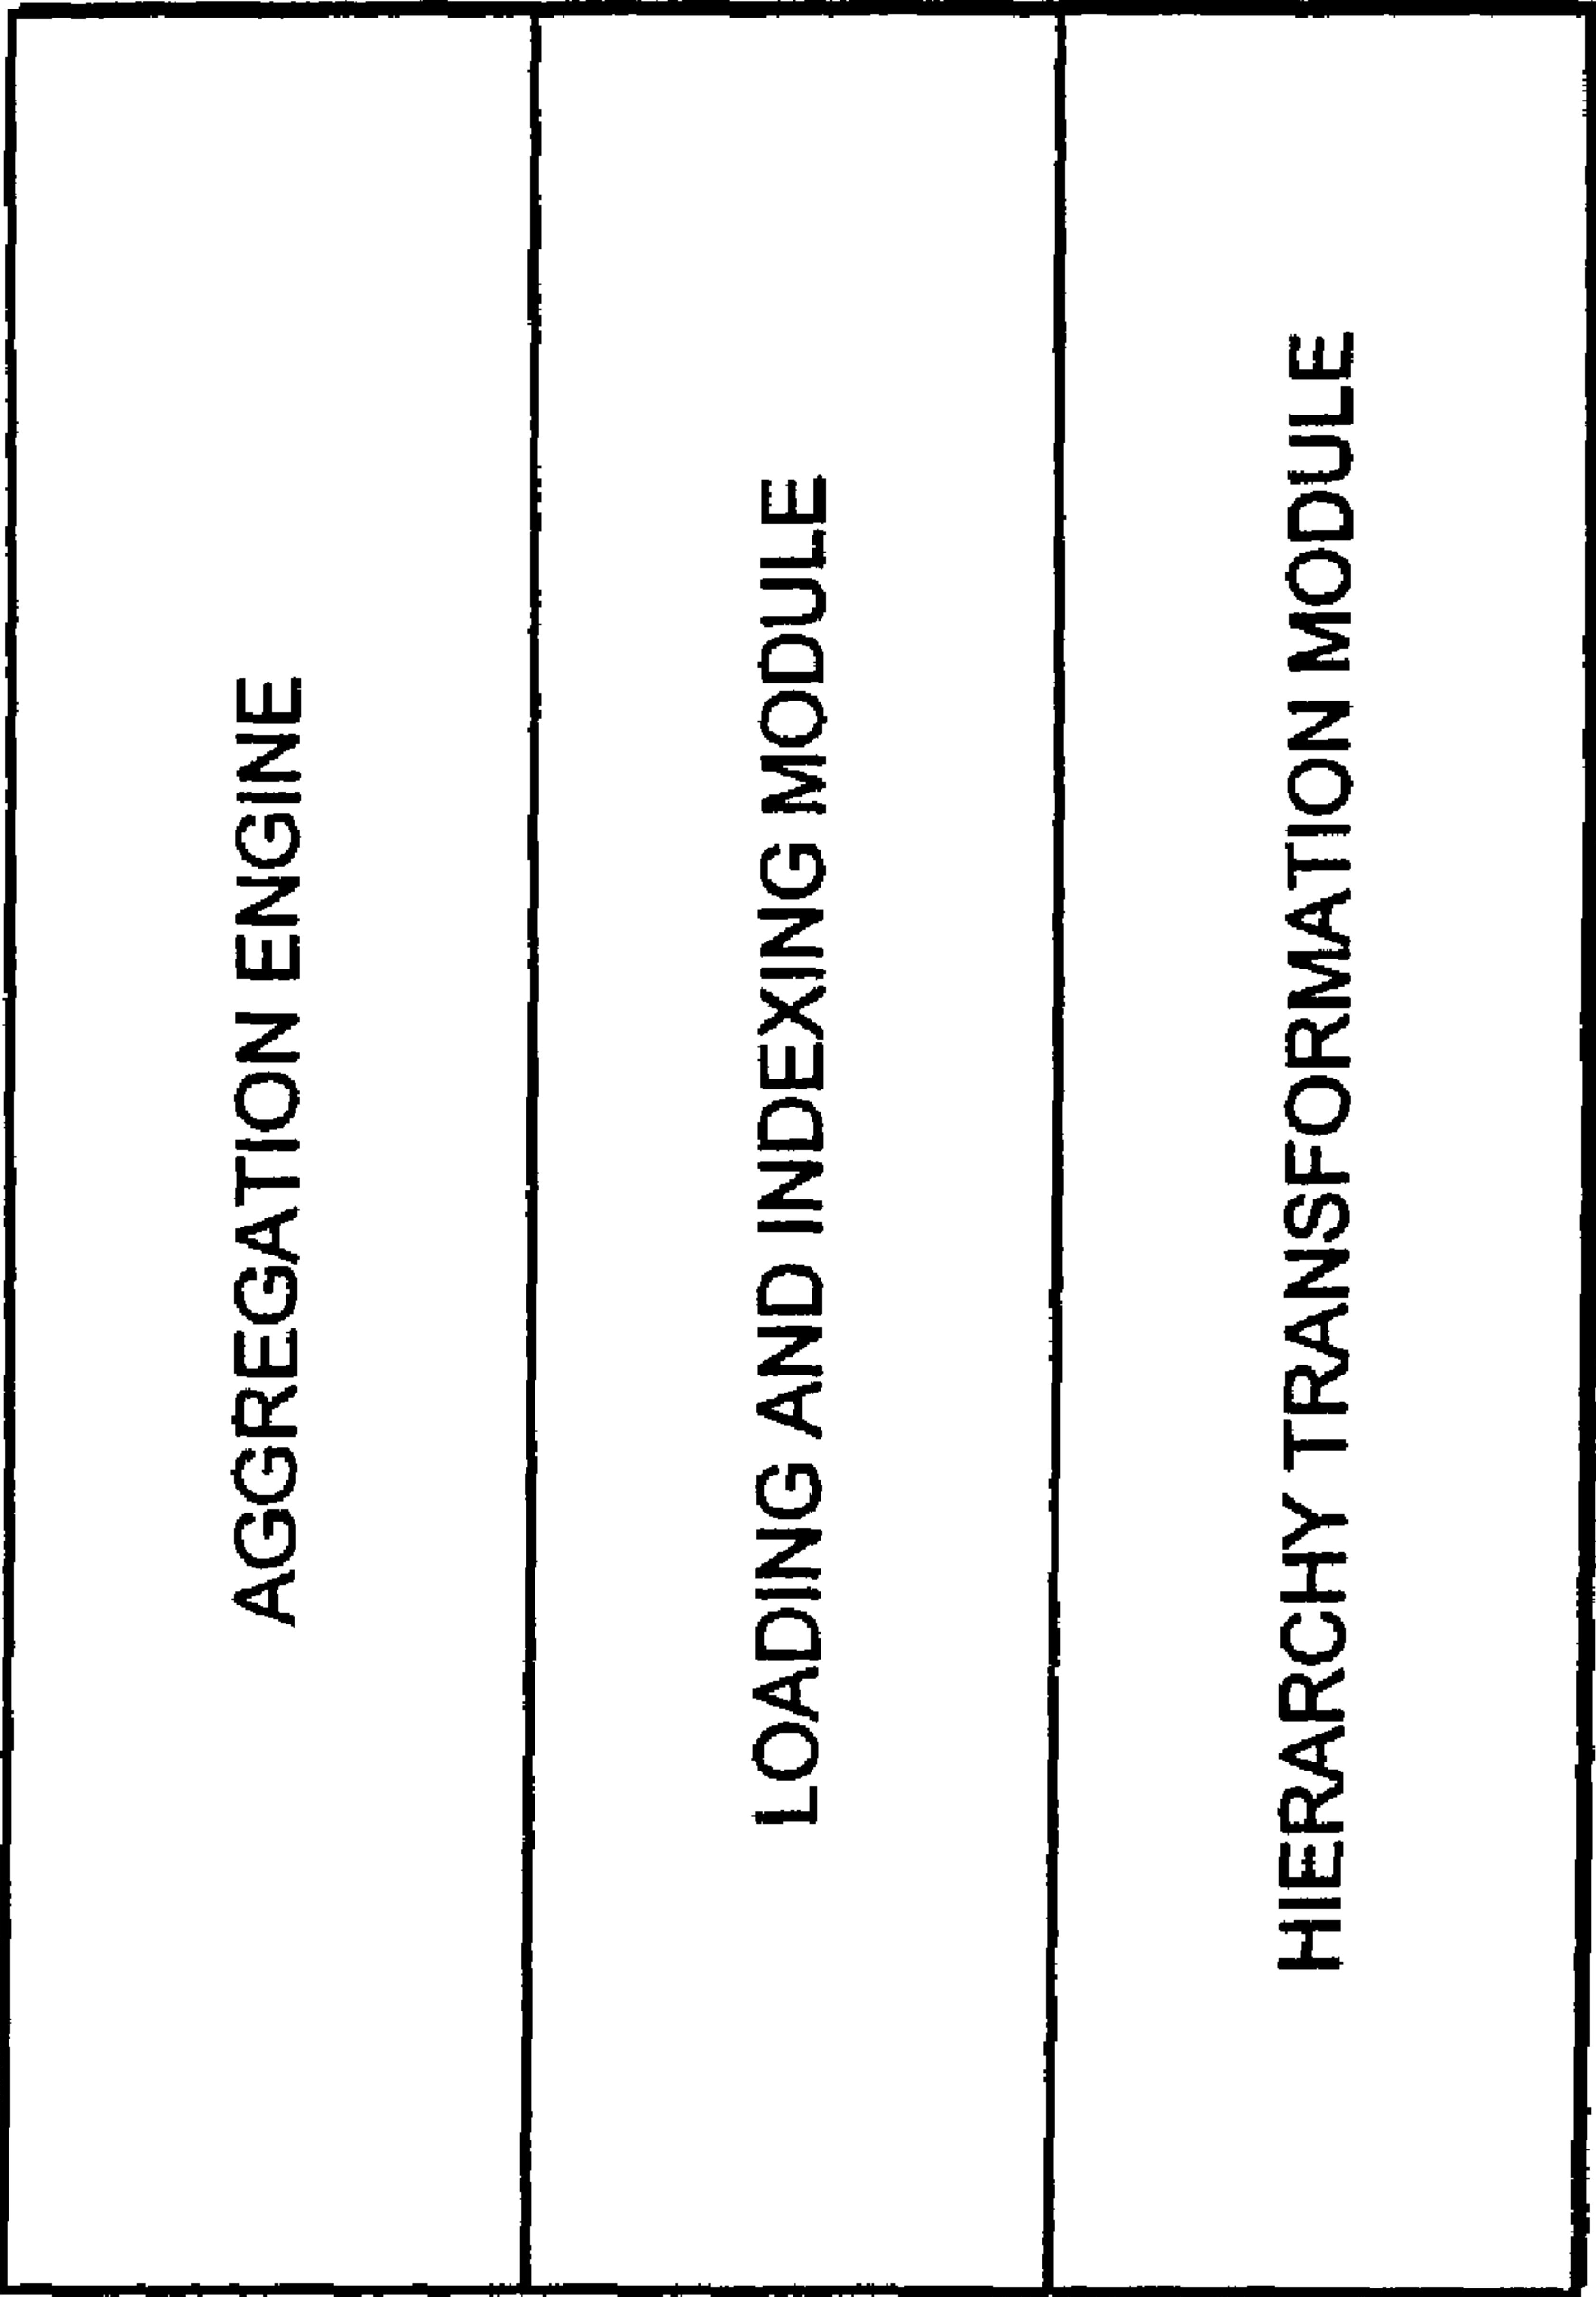 AGGREGATION ENGINE
LOADING AND INDEXING MODULE
HIERARCHY TRANSFORMATION MODULE